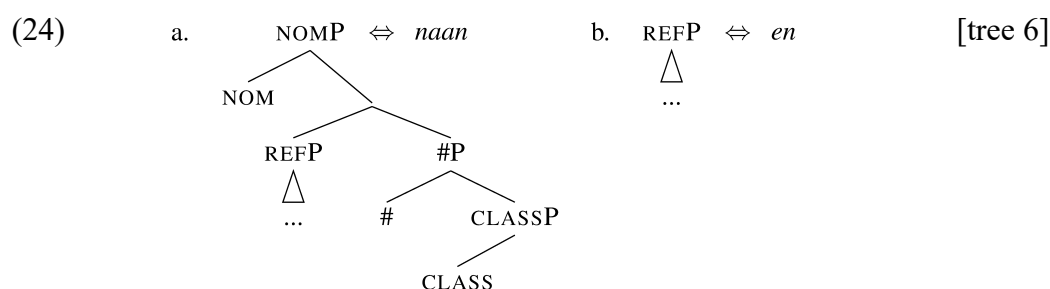 (24) a. NOMP ⇔ naan b. REFP ⇔ en [tree 6]
NOM ...
REFP #P
... # CLASSP
CLASS